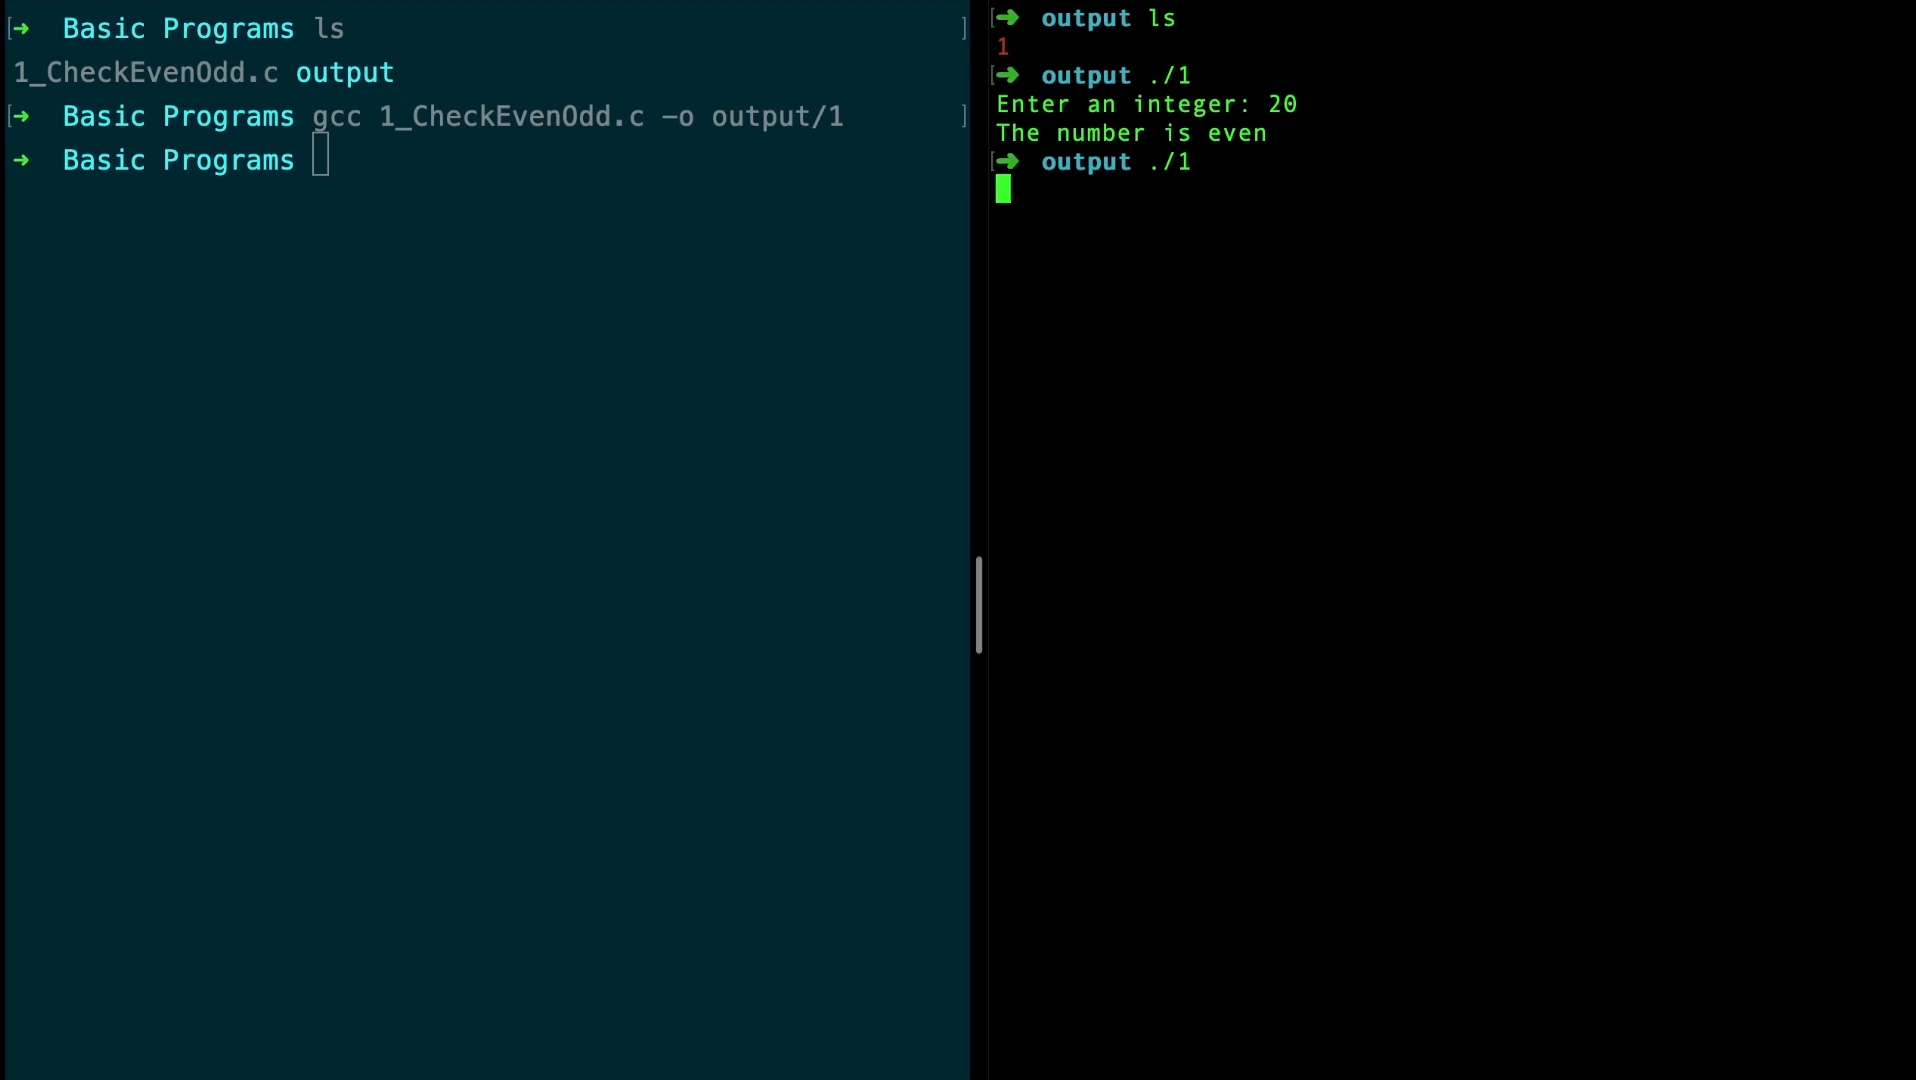 [➜ Basic Programs ls ]
1_CheckEvenOdd.c output
[➜ Basic Programs gcc 1_CheckEvenOdd.c -o output/1 ]
➜ Basic Programs
[➜ output ls
1
[➜ output ./1
Enter an integer: 20
The number is even
[➜ output ./1